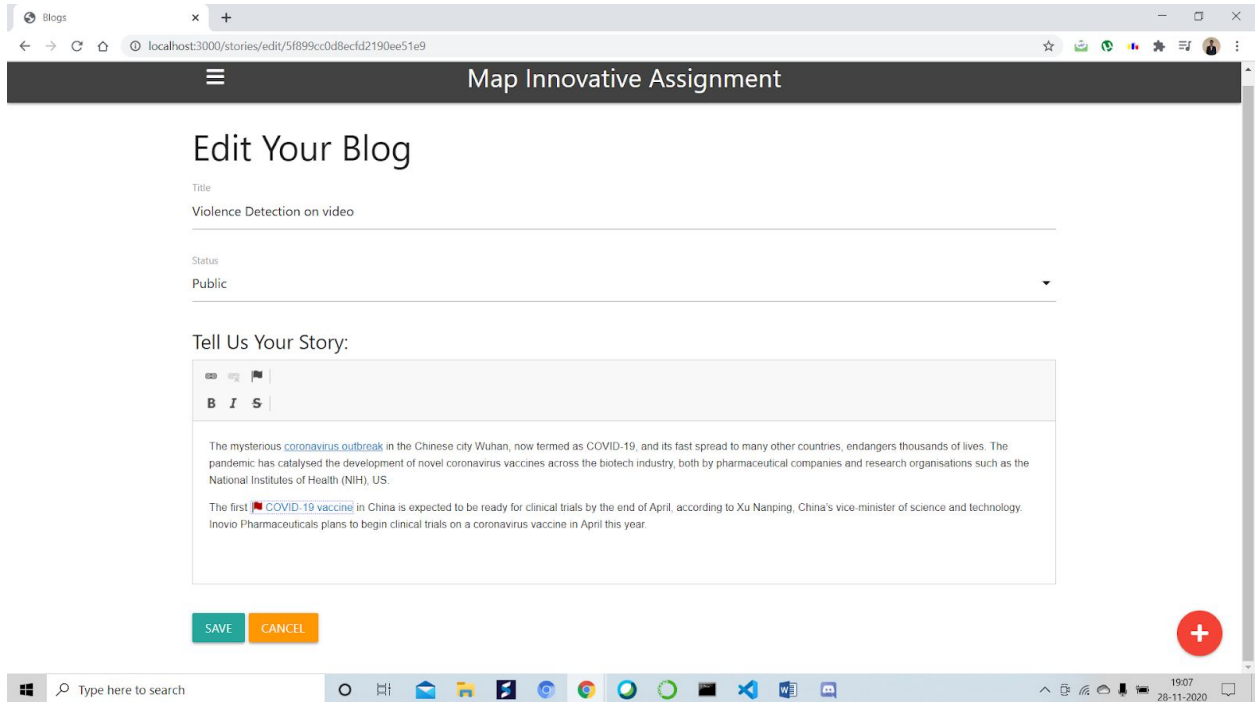 Blogs
localhost:3000/stories/edit/5f899cc0d8ecfd2190ee51e9
Map Innovative Assignment
Edit Your Blog
Title
Violence Detection on video
Status
Public
Tell Us Your Story:
B I S
The mysterious coronavirus outbreak in the Chinese city Wuhan, now termed as COVID-19, and its fast spread to many other countries, endangers thousands of lives. The
pandemic has catalysed the development of novel coronavirus vaccines across the biotech industry, both by pharmaceutical companies and research organisations such as the
National Institutes of Health (NIH), US.
The first COVID-19 vaccine in China is expected to be ready for clinical trials by the end of April, according to Xu Nanping, China's vice-minister of science and technology.
Inovio Pharmaceuticals plans to begin clinical trials on a coronavirus vaccine in April this year.
SAVE CANCEL
Type here to search
19:07
28-11-2020